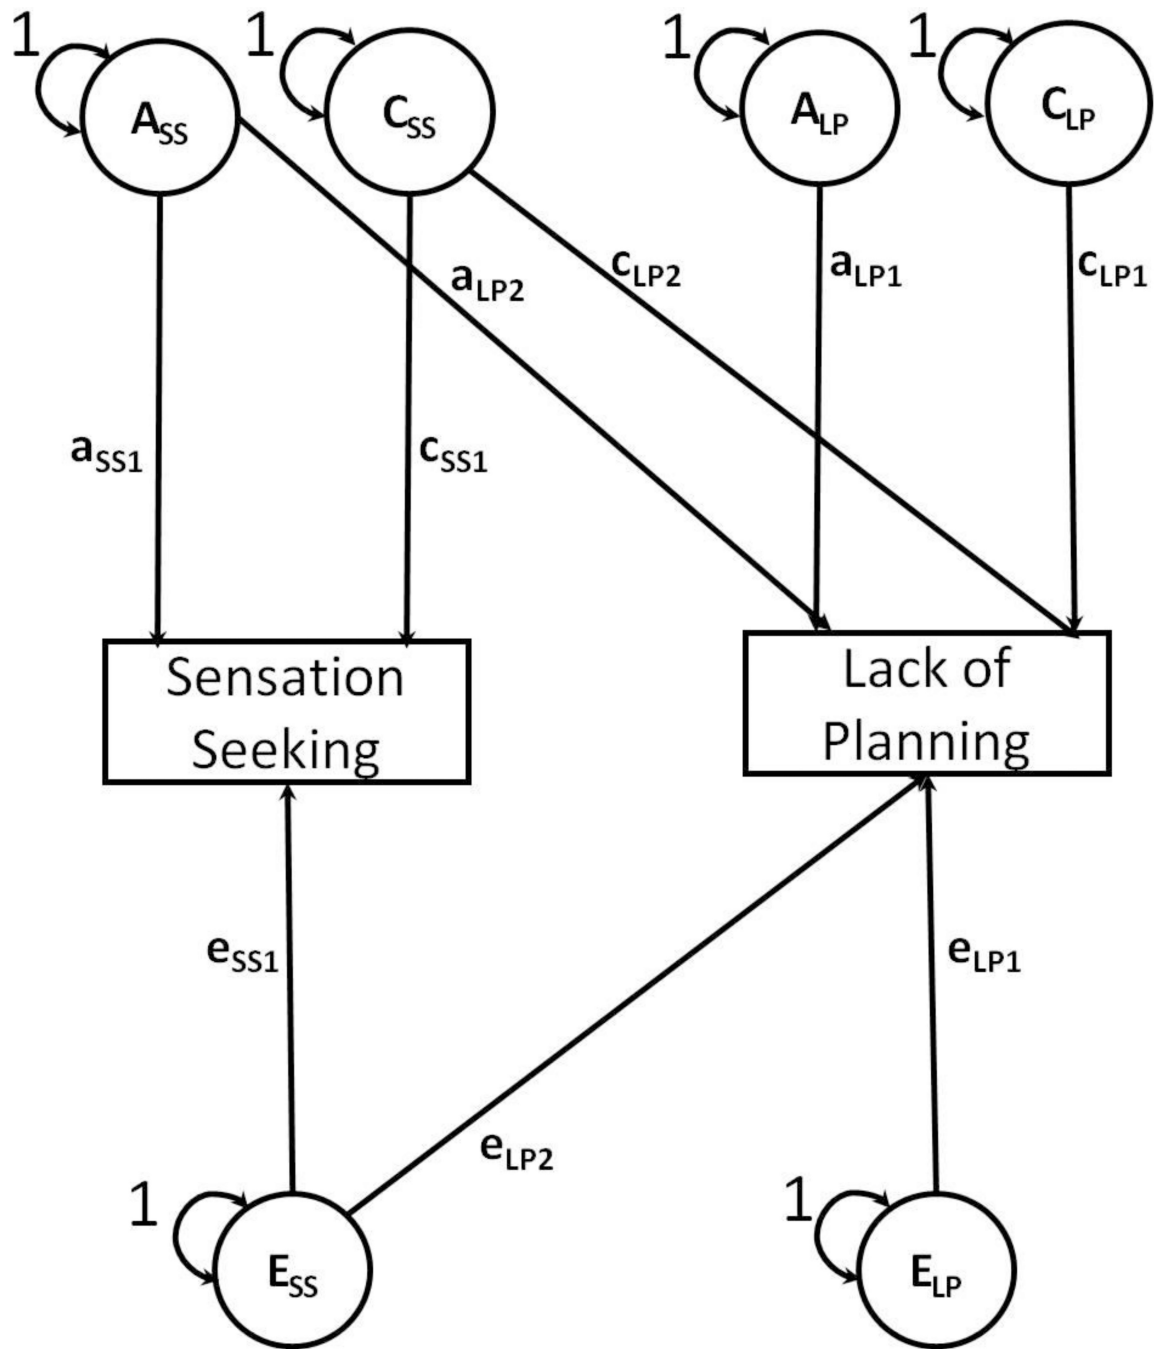 1
A_SS
1
C_SS
1
A_LP
1
C_LP
a_LP2
c_LP2
a_LP1
c_LP1
a_SS1
c_SS1
Sensation
Seeking
Lack of
Planning
e_SS1
e_LP1
e_LP2
1
E_SS
1
E_LP